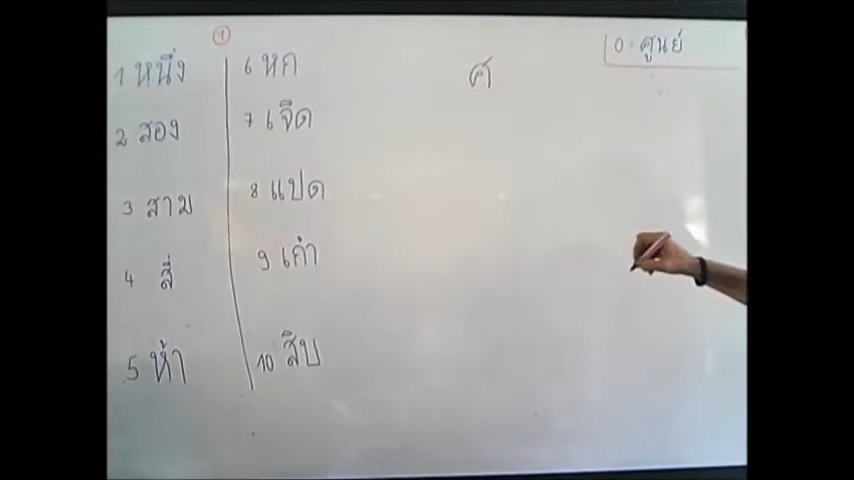 ①
1 หนึ่ง
2 สอง
3 สาม
4 สี่
5 ห้า
6 หก
7 เจ็ด
8 แปด
9 เก้า
10 สิบ
ศ
0 = ศูนย์